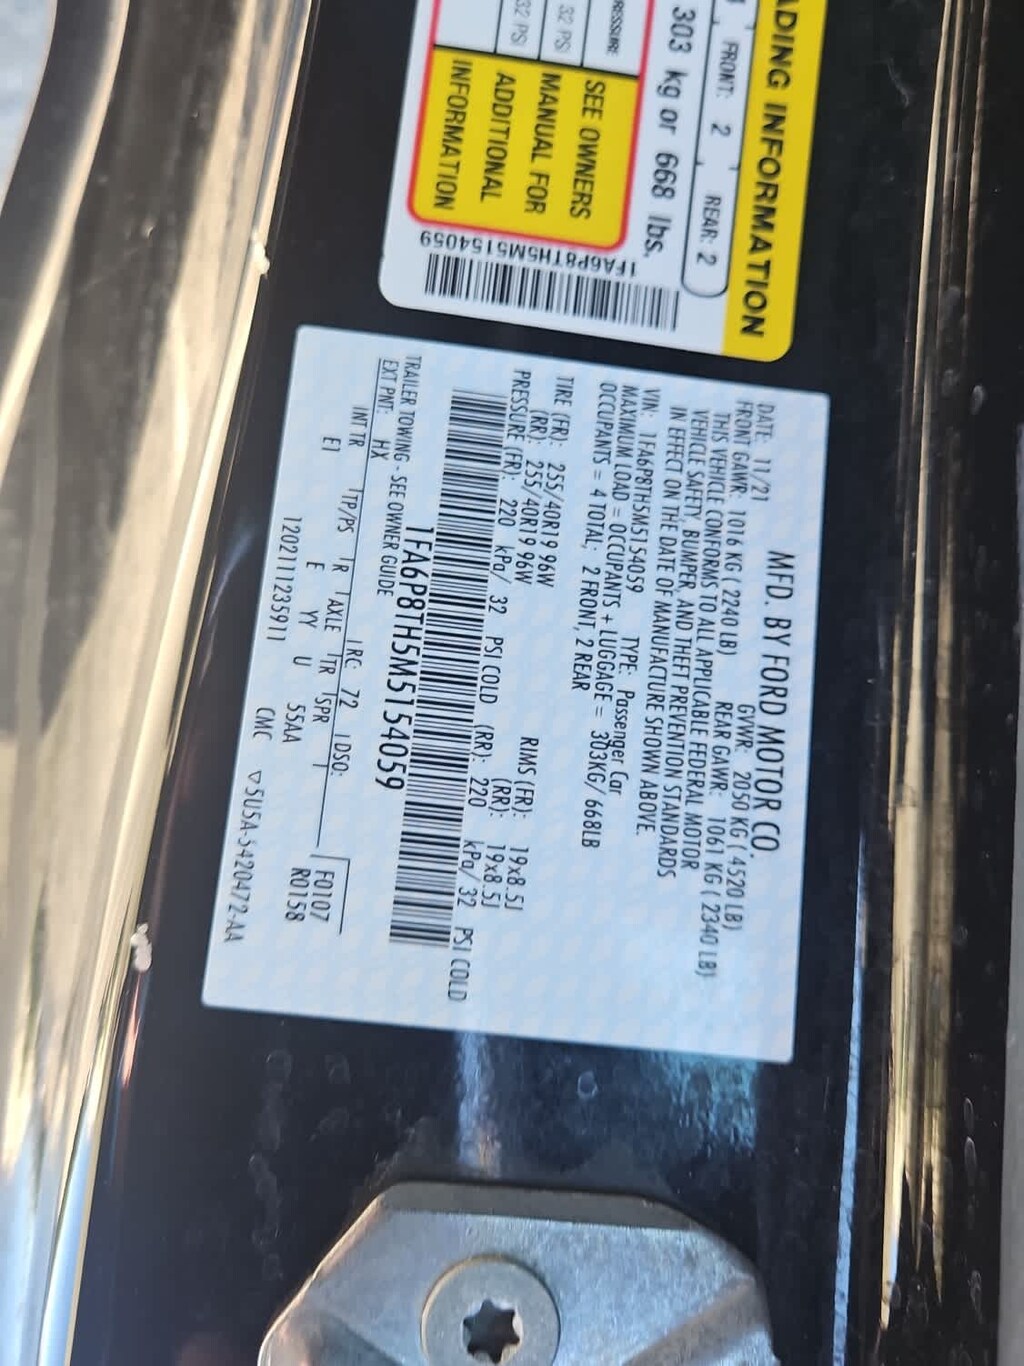 ADING INFORMATION
FRONT: 2 REAR: 2
303 kg or 668 lbs.
RESSURE:
32 PSI
32 PSI
SEE OWNERS
MANUAL FOR
ADDITIONAL
INFORMATION
1FA6P8TH5M5154059
MFD. BY FORD MOTOR CO.
DATE: 11/21 GVWR: 2050 KG ( 4520 LB)
FRONT GAWR: 1016 KG ( 2240 LB) REAR GAWR: 1061 KG ( 2340 LB)
THIS VEHICLE CONFORMS TO ALL APPLICABLE FEDERAL MOTOR
VEHICLE SAFETY, BUMPER, AND THEFT PREVENTION STANDARDS
IN EFFECT ON THE DATE OF MANUFACTURE SHOWN ABOVE.
VIN: 1FA6P8TH5M5154059 TYPE: Passenger Car
MAXIMUM LOAD = OCCUPANTS + LUGGAGE = 303KG/ 668LB
OCCUPANTS = 4 TOTAL; 2 FRONT, 2 REAR
TIRE (FR): 255/40R19 96W RIMS (FR): 19x8.5J
(RR): 255/40R19 96W (RR): 19x8.5J
PRESSURE (FR): 220 kPa/ 32 PSI COLD (RR): 220 kPa/ 32 PSI COLD
1FA6P8TH5M5154059
TRAILER TOWING - SEE OWNER GUIDE
EXT PNT: HX RC: 72 DSO:
INT TR TP/PS R AXLE TR SPR F0107
E1 E YY U 55AA R0158
120211123591 1 CMC ▽5U5A-5420472-AA